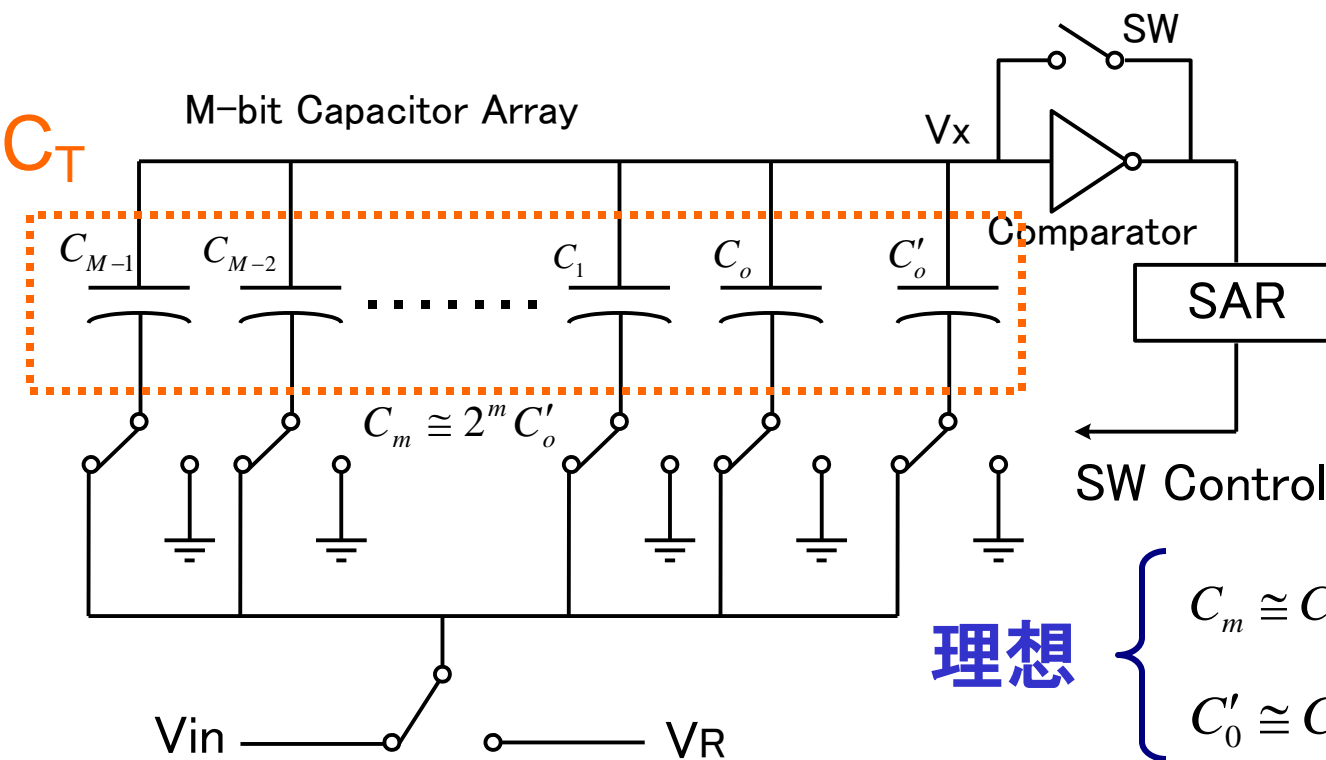 SW
M-bit Capacitor Array
Vx
C_T
Comparator
C_{M-1} C_{M-2} C_1 C_o C'_o
SAR
C_m ≅ 2^m C'_o
SW Control
理想
C_m ≅ C
C'_0 ≅ C
Vin VR